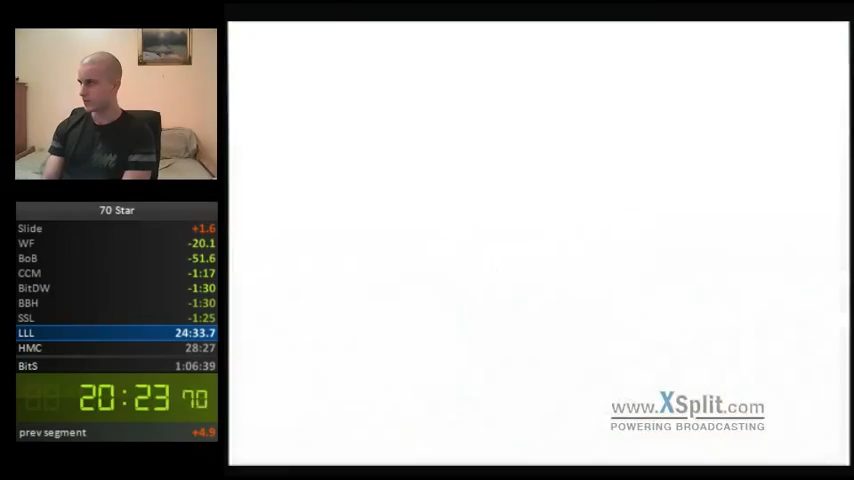 70 Star
Slide +1.6
WF -20.1
BoB -51.6
CCM -1:17
BitDW -1:30
BBH -1:30
SSL -1:25
LLL 24:33.7
HMC 28:27
BitS 1:06:39
20:23 70
prev segment +4.9
www.XSplit.com
POWERING BROADCASTING